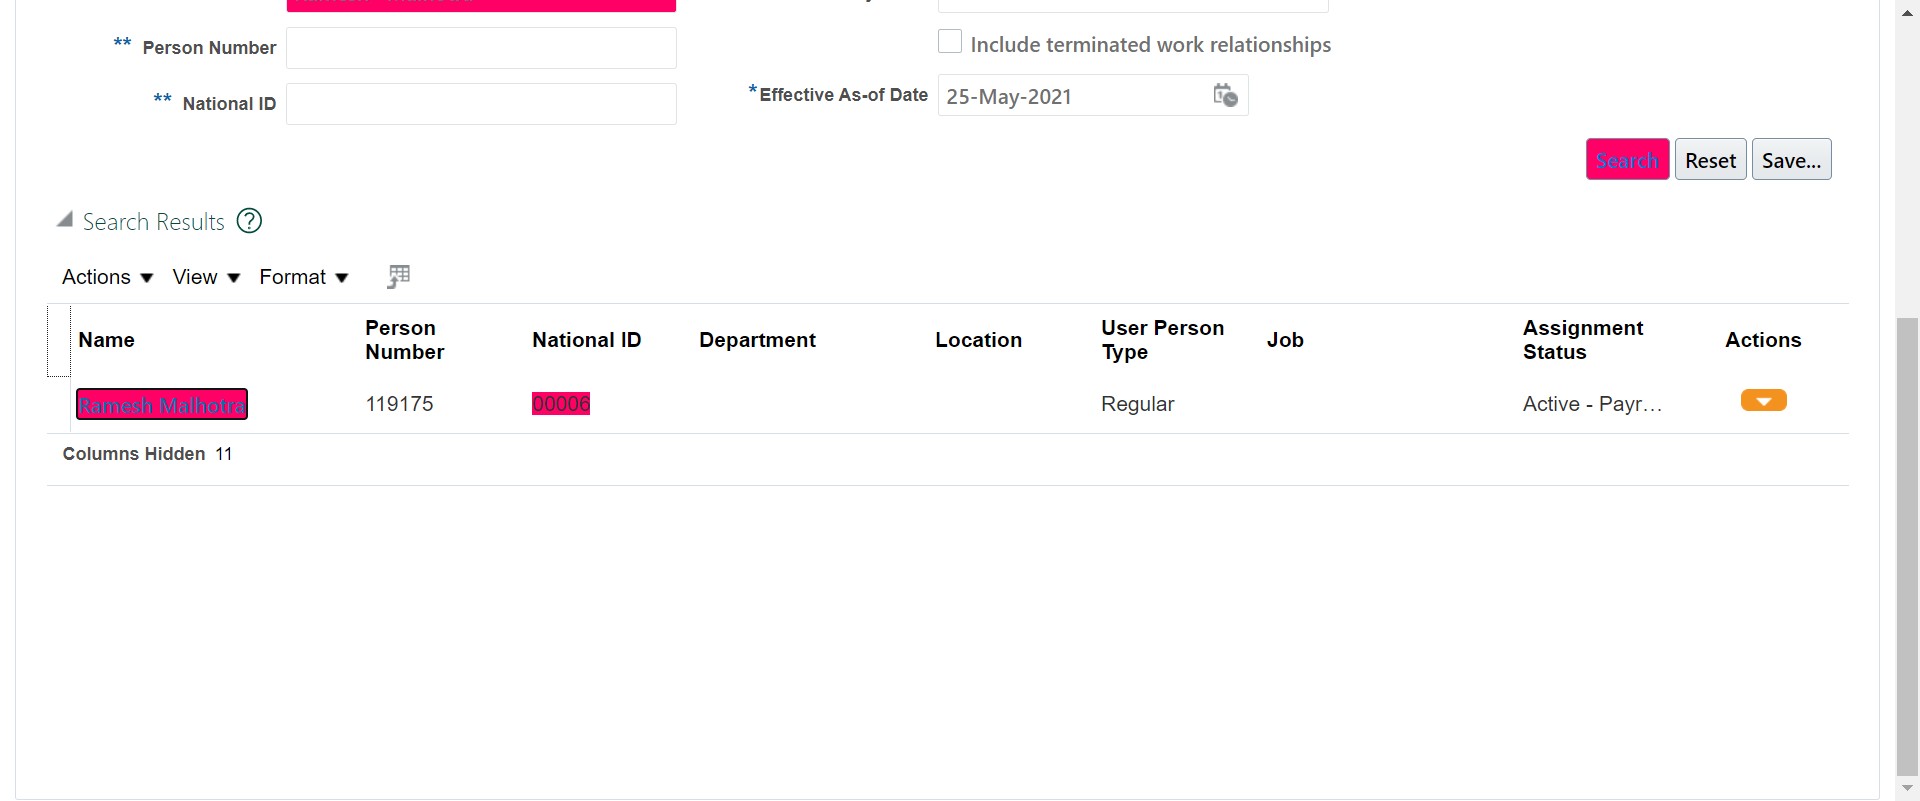 ** Person Number
Include terminated work relationships
** National ID
*Effective As-of Date 25-May-2021
Search Reset Save...
Search Results ?
Actions View Format
Name Person Number National ID Department Location User Person Type Job Assignment Status Actions
Ramesh Malhotra 119175 00006 Regular Active - Payr...
Columns Hidden 11